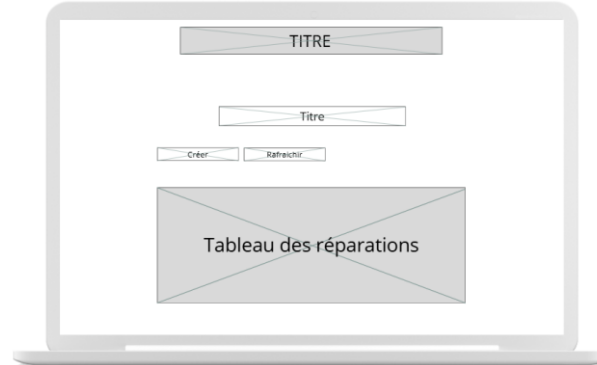 TITRE
Titre
Créer
Rafraichir
Tableau des réparations